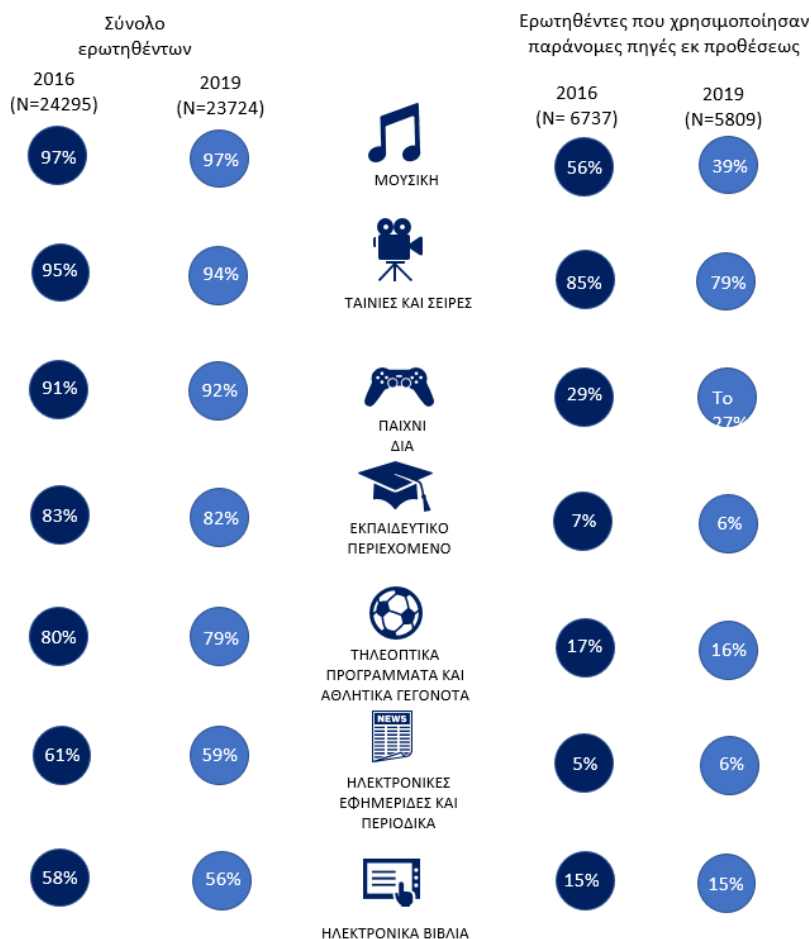 Σύνολο
ερωτηθέντων
Ερωτηθέντες που χρησιμοποίησαν
παράνομες πηγές εκ προθέσεως
2016
(N=24295)
2019
(N=23724)
2016
(N= 6737)
2019
(N=5809)
97%
97%
ΜΟΥΣΙΚΗ
56%
39%
95%
94%
ΤΑΙΝΙΕΣ ΚΑΙ ΣΕΙΡΕΣ
85%
79%
91%
92%
ΠΑΙΧΝΙ
ΔΙΑ
29%
Το
27%
83%
82%
ΕΚΠΑΙΔΕΥΤΙΚΟ
ΠΕΡΙΕΧΟΜΕΝΟ
7%
6%
80%
79%
ΤΗΛΕΟΠΤΙΚΑ
ΠΡΟΓΡΑΜΜΑΤΑ ΚΑΙ
ΑΘΛΗΤΙΚΑ ΓΕΓΟΝΟΤΑ
17%
16%
NEWS
61%
59%
ΗΛΕΚΤΡΟΝΙΚΕΣ
ΕΦΗΜΕΡΙΔΕΣ ΚΑΙ
ΠΕΡΙΟΔΙΚΑ
5%
6%
58%
56%
ΗΛΕΚΤΡΟΝΙΚΑ ΒΙΒΛΙΑ
15%
15%